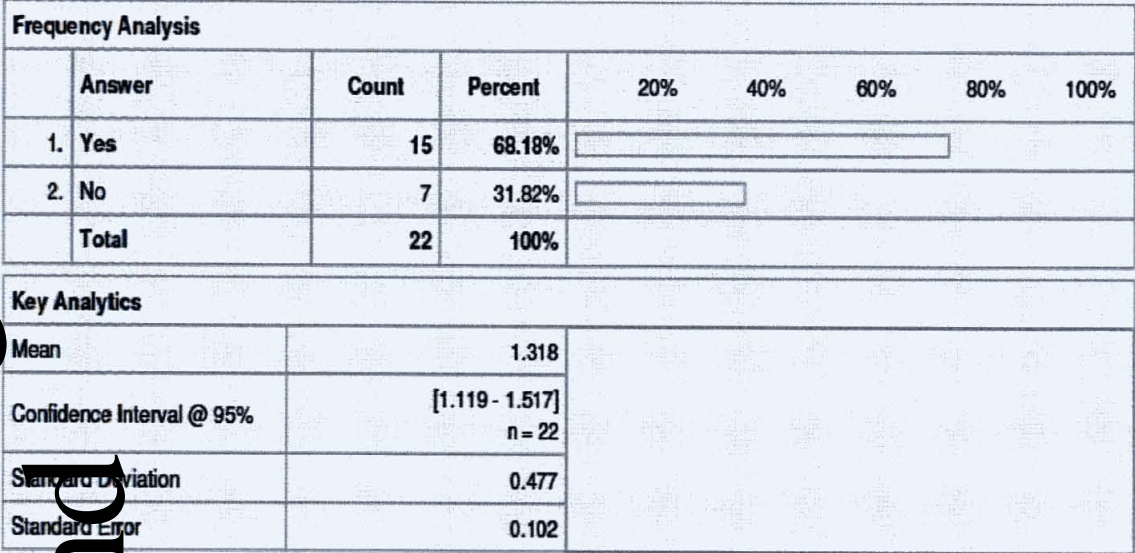 Frequency Analysis
Answer Count Percent 20% 40% 60% 80% 100%
1. Yes 15 68.18%
2. No 7 31.82%
Total 22 100%
Key Analytics
Mean 1.318
Confidence Interval @ 95% [1.119 - 1.517]
n = 22
Standard Deviation 0.477
Standard Error 0.102